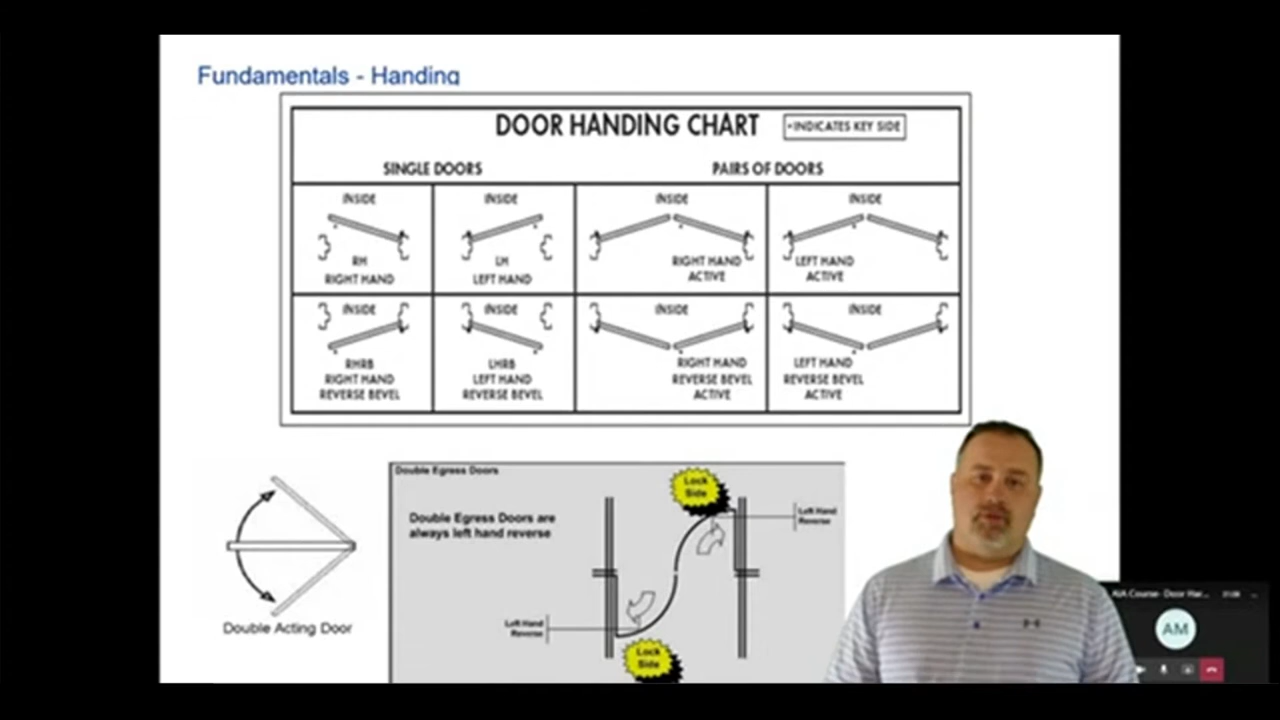 Fundamentals - Handing
DOOR HANDING CHART
•INDICATES KEY SIDE
SINGLE DOORS
PAIRS OF DOORS
INSIDE
RH
RIGHT HAND
INSIDE
LH
LEFT HAND
INSIDE
RIGHT HAND
ACTIVE
INSIDE
LEFT HAND
ACTIVE
INSIDE
RHRB
RIGHT HAND
REVERSE BEVEL
INSIDE
LHRB
LEFT HAND
REVERSE BEVEL
INSIDE
RIGHT HAND
REVERSE BEVEL
ACTIVE
INSIDE
LEFT HAND
REVERSE BEVEL
ACTIVE
Double Acting Door
Double Egress Doors
Double Egress Doors are
always left hand reverse
Lock
Side
Left Hand
Reverse
Left Hand
Reverse
Lock
Side
AIA Course- Door Har...
AM